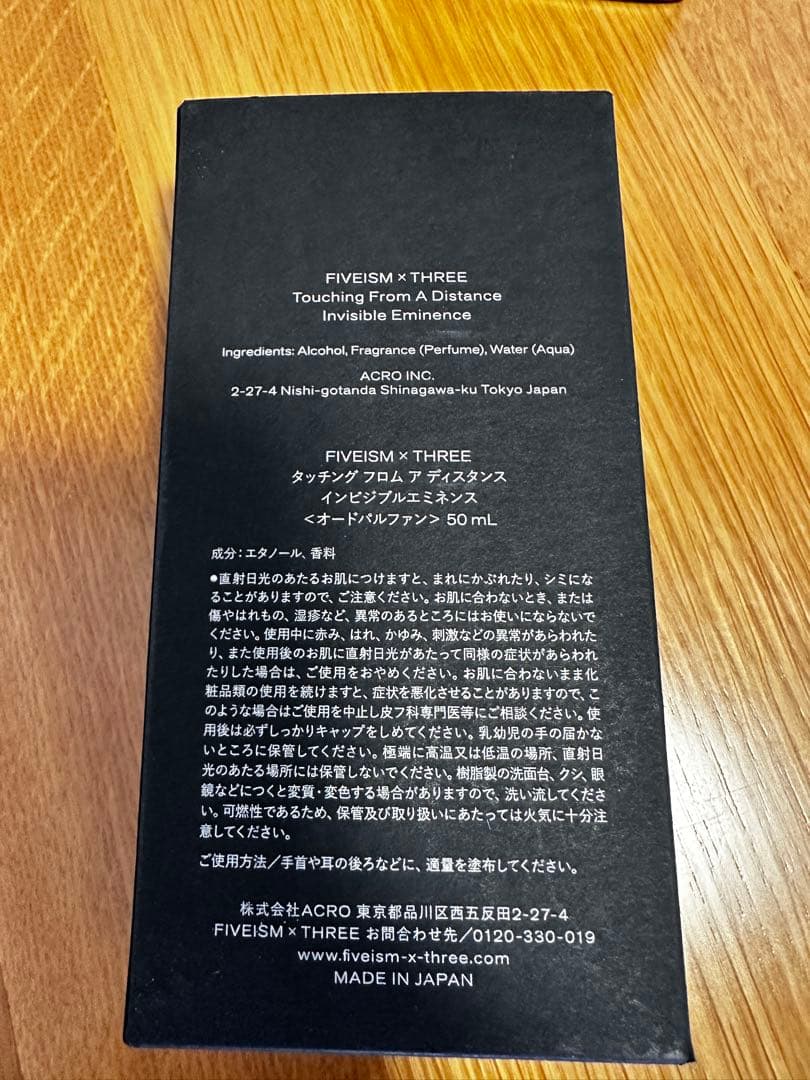 FIVEISM × THREE
Touching From A Distance
Invisible Eminence
Ingredients: Alcohol, Fragrance (Perfume), Water (Aqua)
ACRO INC.
2-27-4 Nishi-gotanda Shinagawa-ku Tokyo Japan
FIVEISM × THREE
タッチング フロム ア ディスタンス
インビジブルエミネンス
<オードパルファン> 50 mL
成分：エタノール、香料
●直射日光のあたるお肌につけますと、まれにかぶれたり、シミにな
ることがありますので、ご注意ください。お肌に合わないとき、または
傷やはれもの、湿疹など、異常のあるところにはお使いにならないで
ください。使用中に赤み、はれ、かゆみ、刺激などの異常があらわれた
り、また使用後のお肌に直射日光があたって同様の症状があらわれ
たりした場合は、ご使用をおやめください。お肌に合わないまま化
粧品類の使用を続けますと、症状を悪化させることがありますので、こ
のような場合はご使用を中止し皮フ科専門医等にご相談ください。使
用後は必ずしっかりキャップをしめてください。乳幼児の手の届かな
いところに保管してください。極端に高温又は低温の場所、直射日
光のあたる場所には保管しないでください。樹脂製の洗面台、クシ、眼
鏡などにつくと変質・変色する場合がありますので、洗い流してくださ
い。可燃性であるため、保管及び取り扱いにあたっては火気に十分注
意してください。
ご使用方法／手首や耳の後ろなどに、適量を塗布してください。
株式会社ACRO 東京都品川区西五反田2-27-4
FIVEISM × THREE お問合わせ先／0120-330-019
www.fiveism-x-three.com
MADE IN JAPAN